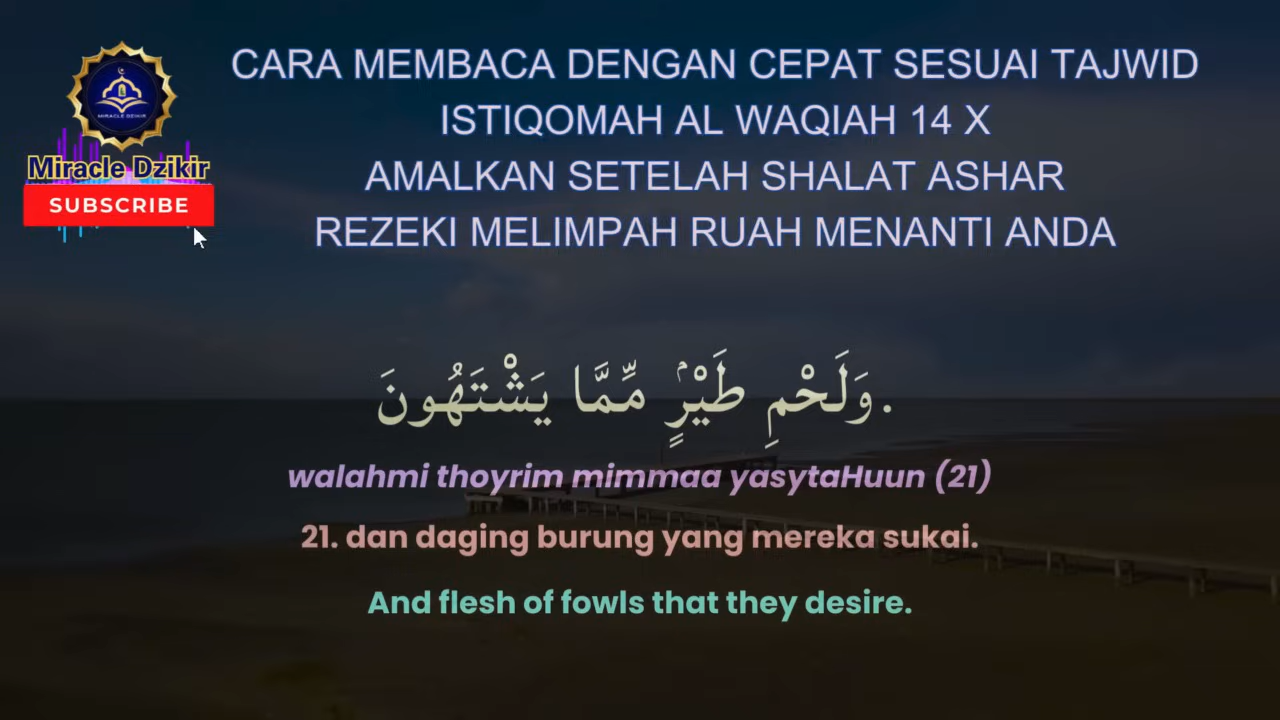 CARA MEMBACA DENGAN CEPAT SESUAI TAJWID
ISTIQOMAH AL WAQIAH 14 X
AMALKAN SETELAH SHALAT ASHAR
REZEKI MELIMPAH RUAH MENANTI ANDA
MIRACLE DZIKIR
Miracle Dzikir
SUBSCRIBE
وَلَحْمِ طَيْرٍۢ مِّمَّا يَشْتَهُونَ.
walahmi thoyrim mimmaa yasytaHuun (21)
21. dan daging burung yang mereka sukai.
And flesh of fowls that they desire.